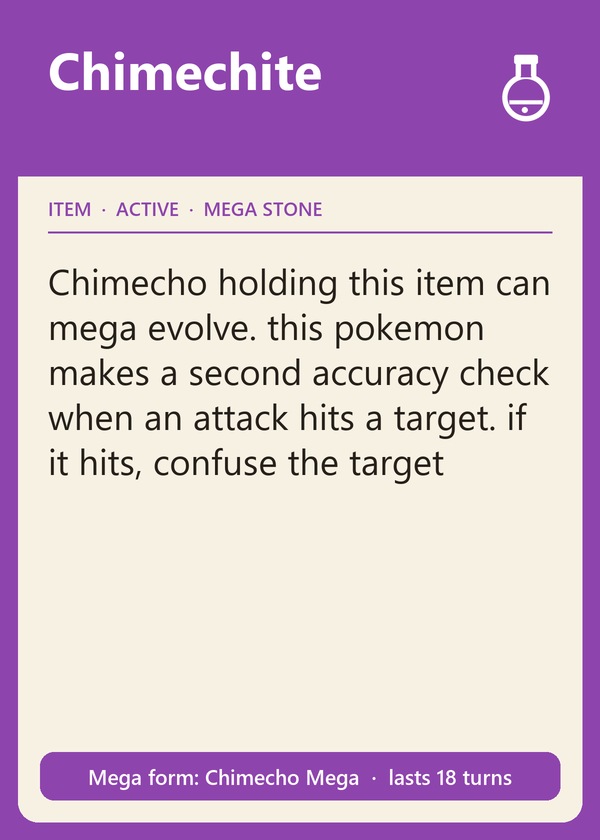 Chimechite
ITEM · ACTIVE · MEGA STONE
Chimecho holding this item can
mega evolve. this pokemon
makes a second accuracy check
when an attack hits a target. if
it hits, confuse the target
Mega form: Chimecho Mega · lasts 18 turns